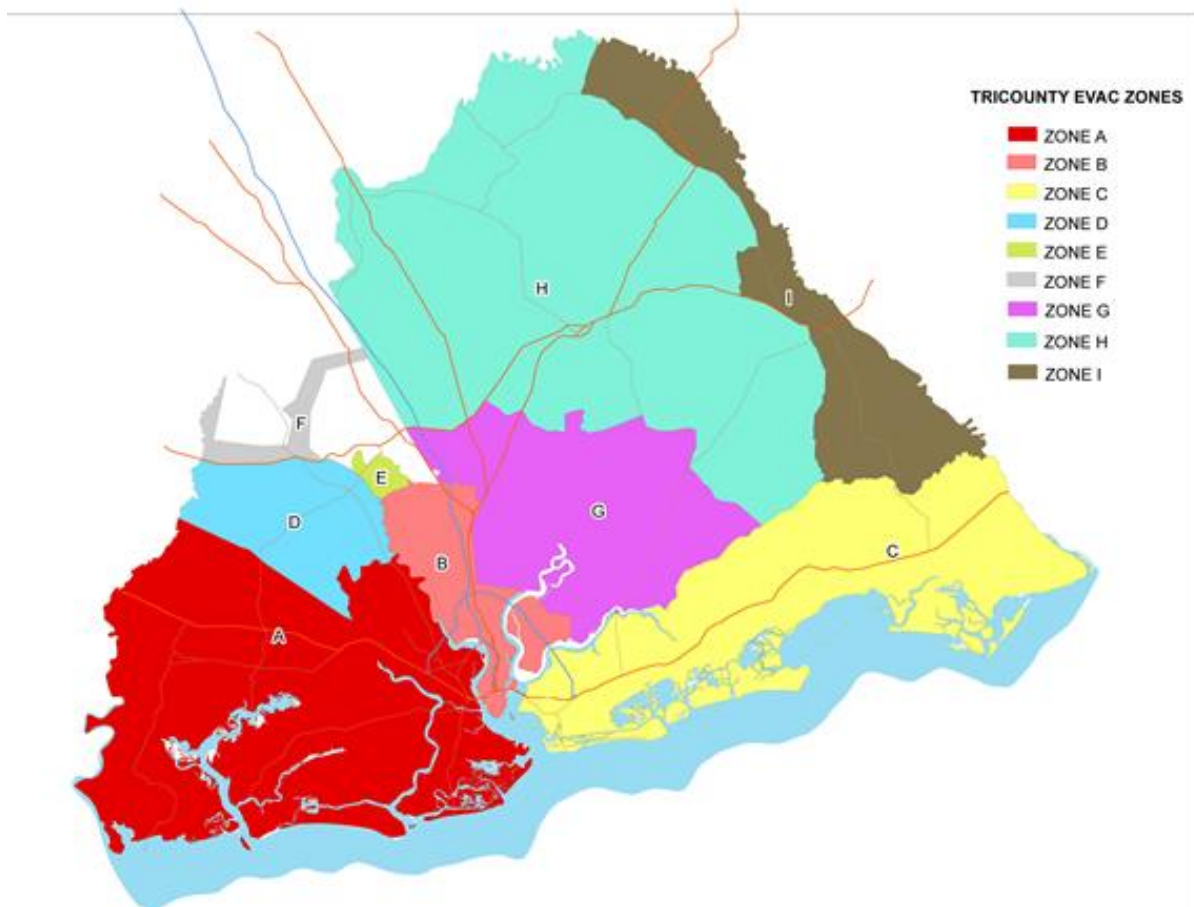 TRICOUNTY EVAC ZONES
ZONE A
ZONE B
ZONE C
ZONE D
ZONE E
ZONE F
ZONE G
ZONE H
ZONE I
H
I
F
E
G
D
C
B
A